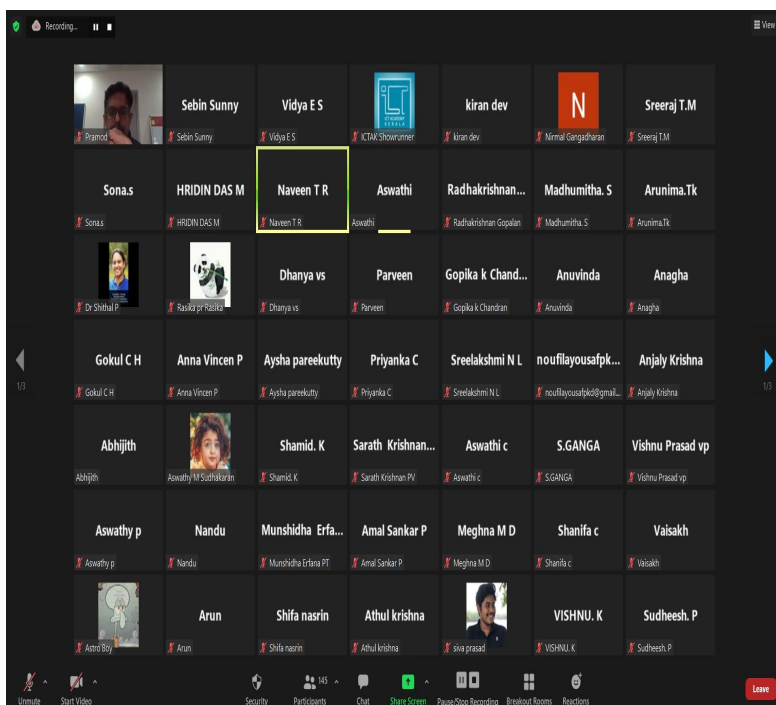 Recording...
View
Pramod
Sebin Sunny
Sebin Sunny
Vidya E S
Vidya E S
ICT ACADEMY
KERALA
ICTAK Showrunner
kiran dev
kiran dev
N
Nirmal Gangadharan
Sreeraj T.M
Sreeraj T.M
Sona.s
Sona.s
HRIDIN DAS M
HRIDIN DAS M
Naveen T R
Naveen T R
Aswathi
Aswathi
Radhakrishnan...
Radhakrishnan Gopalan
Madhumitha. S
Madhumitha. S
Arunima.Tk
Arunima.Tk
Dr Shithal P
Rasika pr Rasika
Dhanya vs
Dhanya vs
Parveen
Parveen
Gopika k Chand...
Gopika k Chandran
Anuvinda
Anuvinda
Anagha
Anagha
1/3
Gokul C H
Gokul C H
Anna Vincen P
Anna Vincen P
Aysha pareekutty
Aysha pareekutty
Priyanka C
Priyanka C
Sreelakshmi N L
Sreelakshmi N L
noufilayousafpk...
noufilayousafpkd@gmail...
Anjaly Krishna
Anjaly Krishna
1/3
Abhijith
Abhijith
Aswathy M Sudhakaran
Shamid. K
Shamid. K
Sarath Krishnan...
Sarath Krishnan PV
Aswathi c
Aswathi c
S.GANGA
S.GANGA
Vishnu Prasad vp
Vishnu Prasad vp
Aswathy p
Aswathy p
Nandu
Nandu
Munshidha Erfa...
Munshidha Erfana PT
Amal Sankar P
Amal Sankar P
Meghna M D
Meghna M D
Shanifa c
Shanifa c
Vaisakh
Vaisakh
Astro Boy
Arun
Arun
Shifa nasrin
Shifa nasrin
Athul krishna
Athul krishna
siva prasad
VISHNU. K
VISHNU. K
Sudheesh. P
Sudheesh. P
Unmute
Start Video
Security
145
Participants
Chat
Share Screen
Pause/Stop Recording
Breakout Rooms
Reactions
Leave